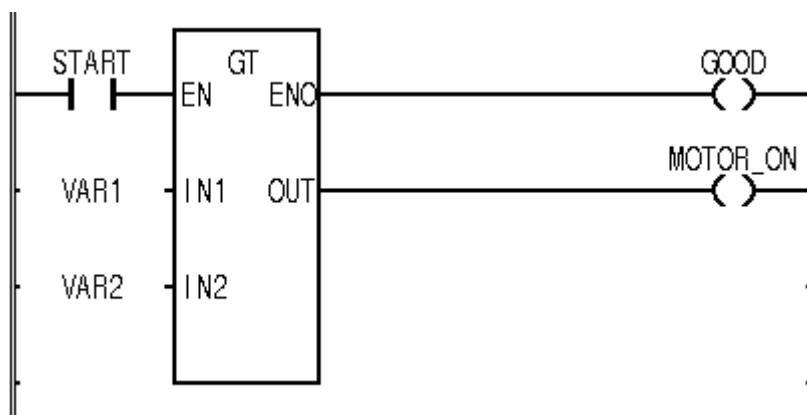 START
GT
GOOD
EN
ENO
MOTOR_ON
VAR1
IN1
OUT
VAR2
IN2